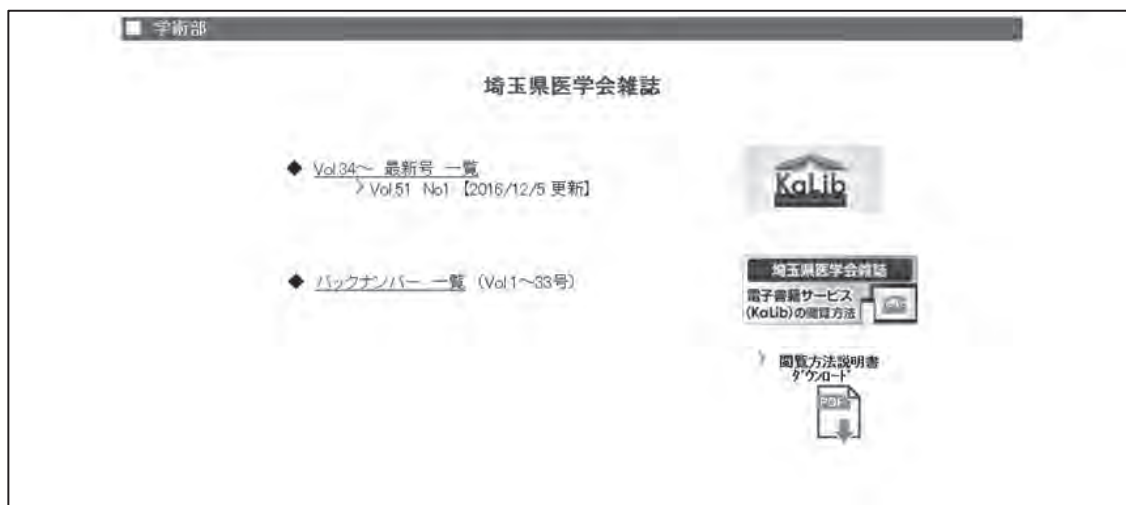 ■ 学術部
埼玉県医学会雑誌
◆ Vol.34～ 最新号 一覧
〉Vol.51 No1【2016/12/5 更新】
KaLib
◆ バックナンバー 一覧 (Vol 1～33号)
埼玉県医学会雑誌
電子書籍サービス
(KaLib)の閲覧方法
〉 閲覧方法説明書
ダウンロード
PDF